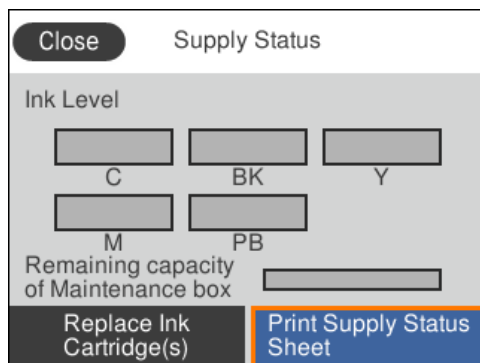 Close Supply Status
Ink Level
C BK Y
M PB
Remaining capacity
of Maintenance box
Replace Ink
Cartridge(s)
Print Supply Status
Sheet